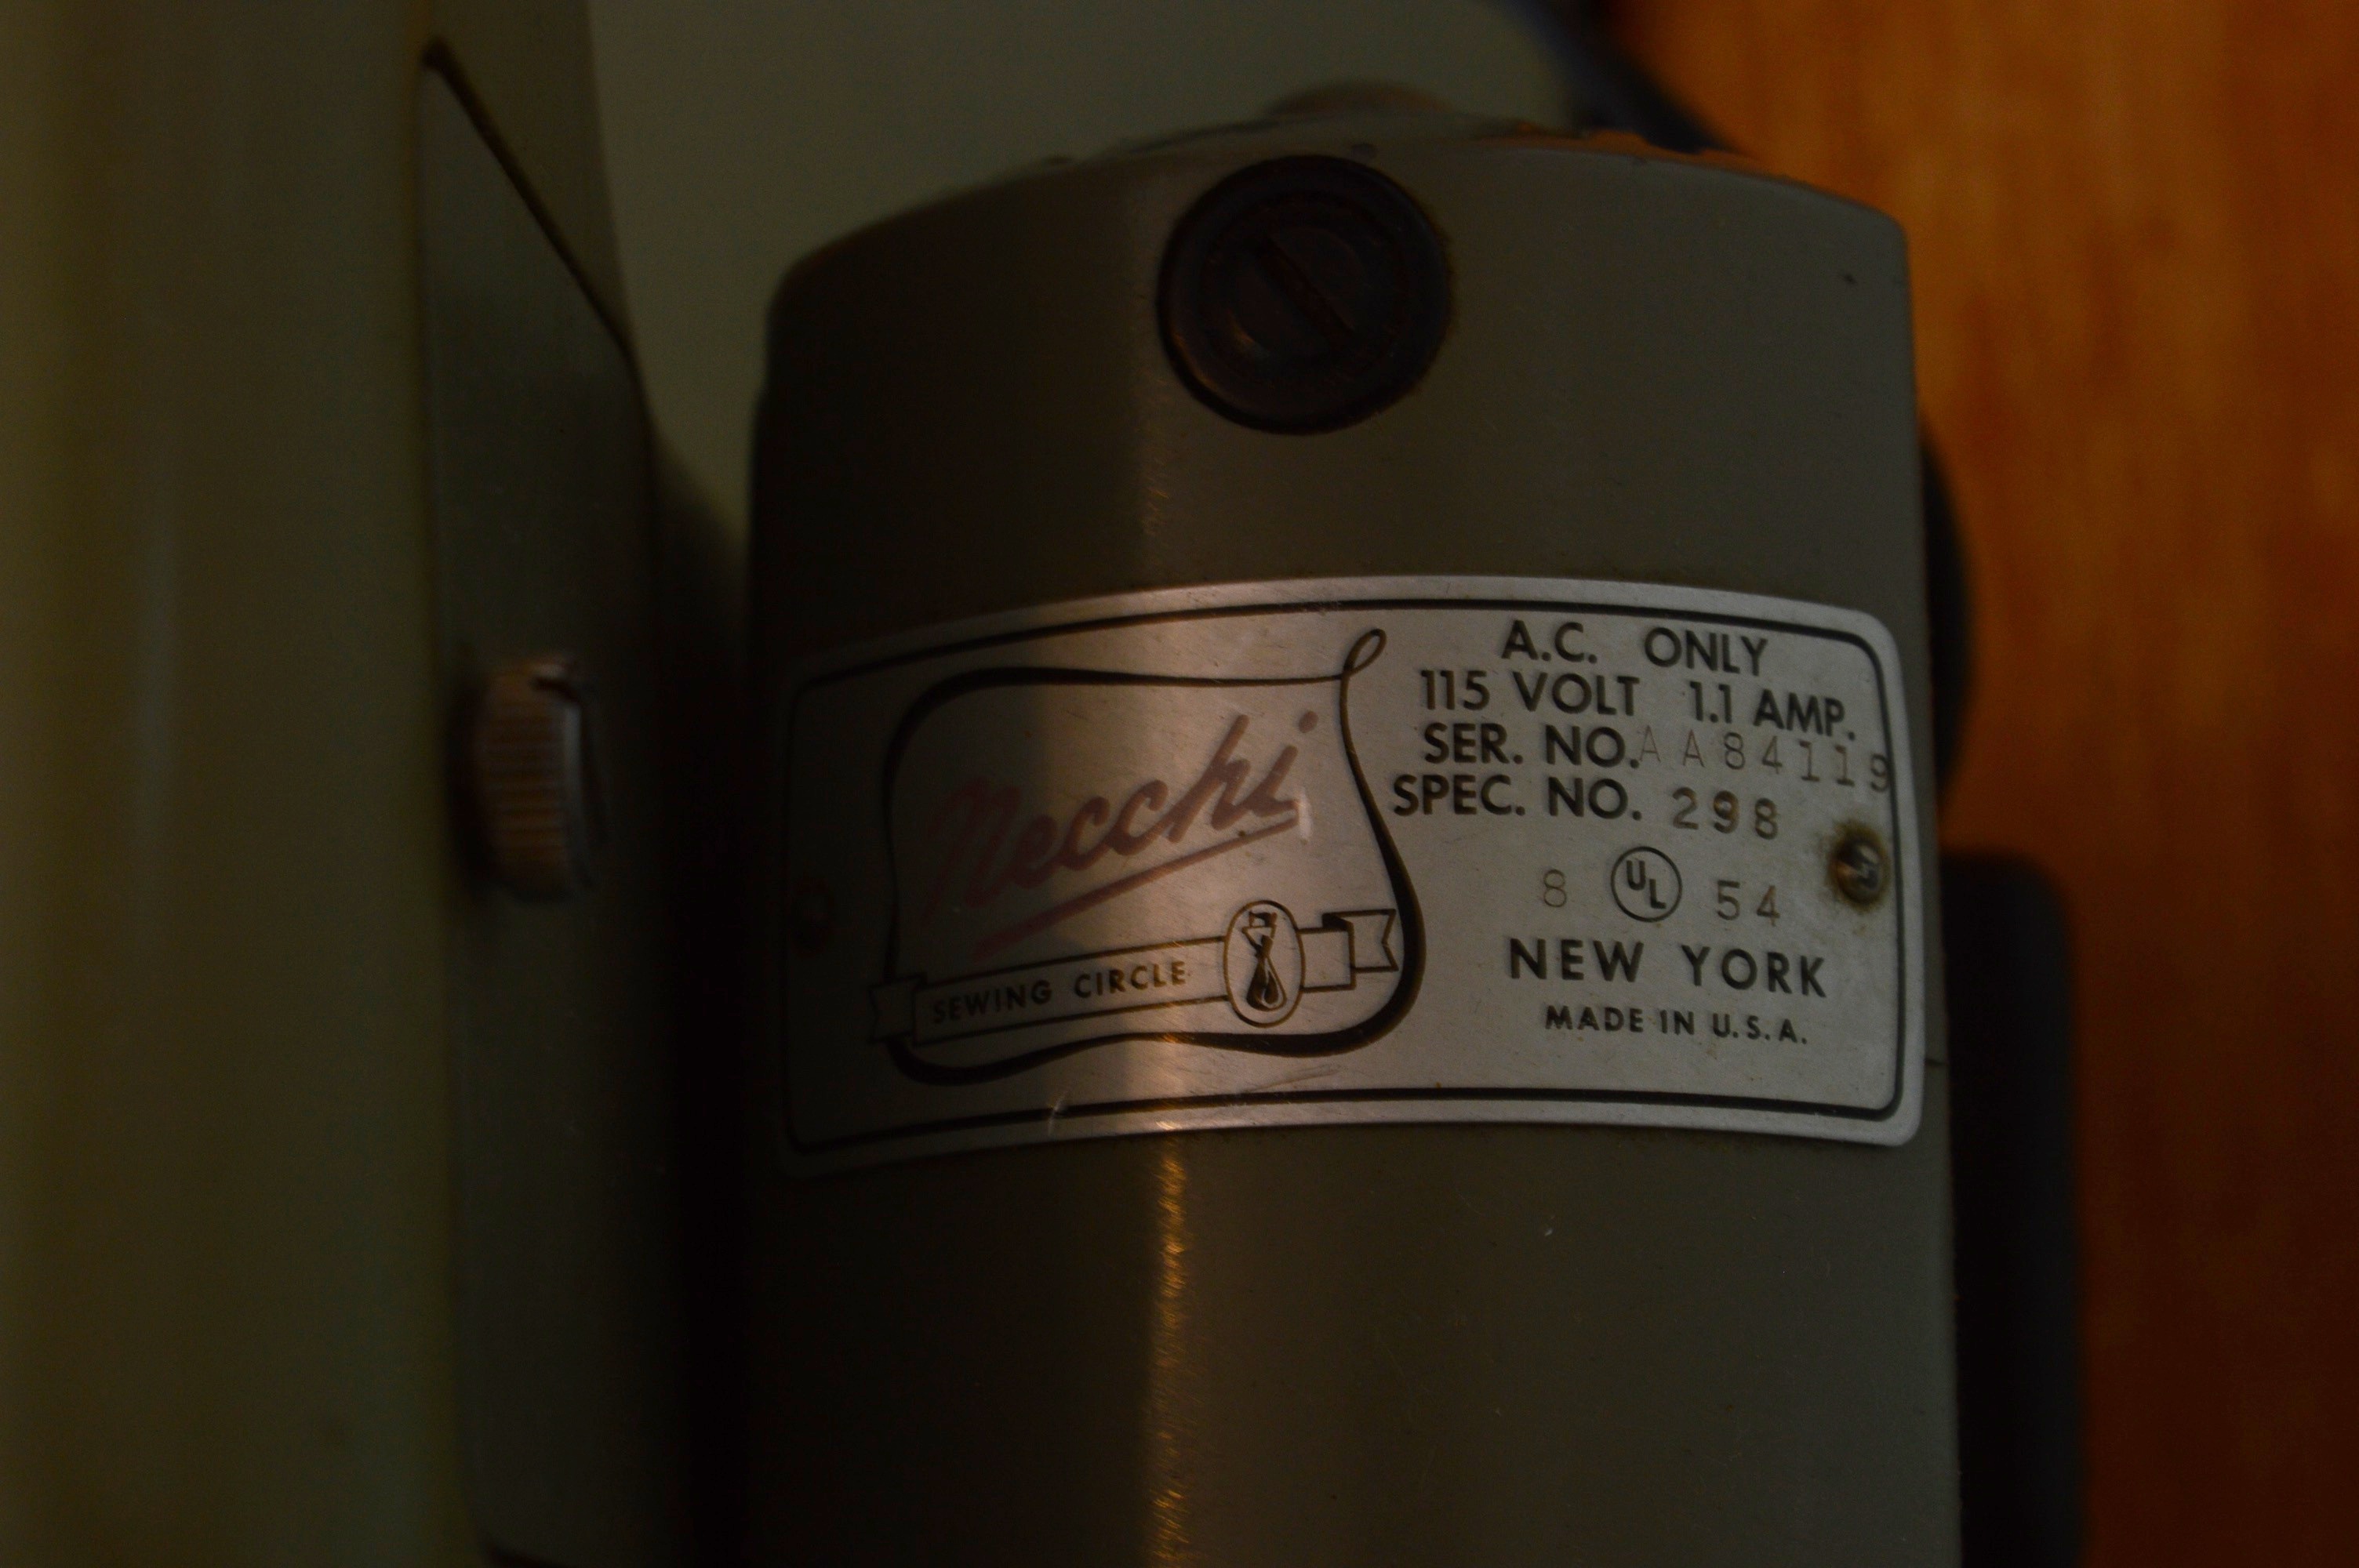 Necchi
SEWING CIRCLE
A.C. ONLY
115 VOLT 1.1 AMP.
SER. NO. AA84119
SPEC. NO. 298
8 UL 54
NEW YORK
MADE IN U.S.A.